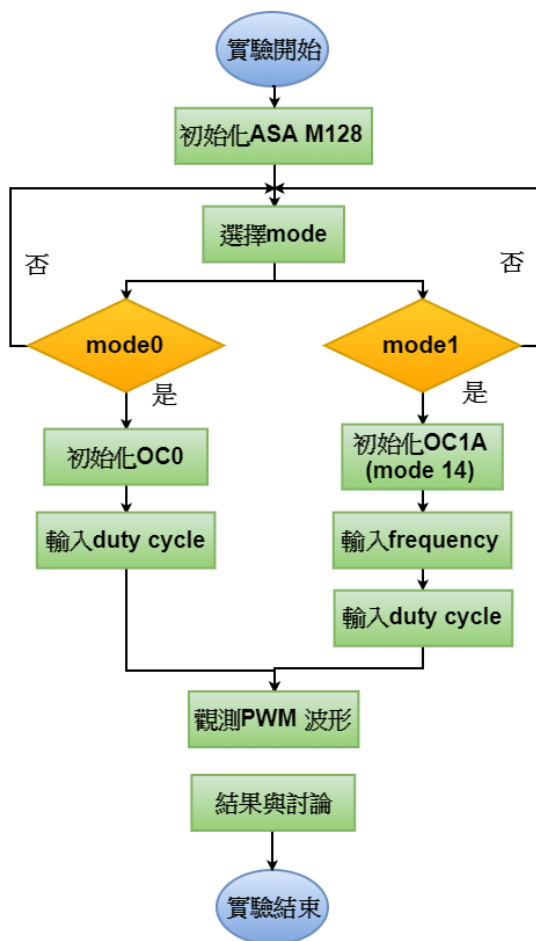 實驗開始
初始化ASA M128
選擇mode
否
否
mode0
mode1
是
是
初始化OC0
初始化OC1A
(mode 14)
輸入duty cycle
輸入frequency
輸入duty cycle
觀測PWM 波形
結果與討論
實驗結束